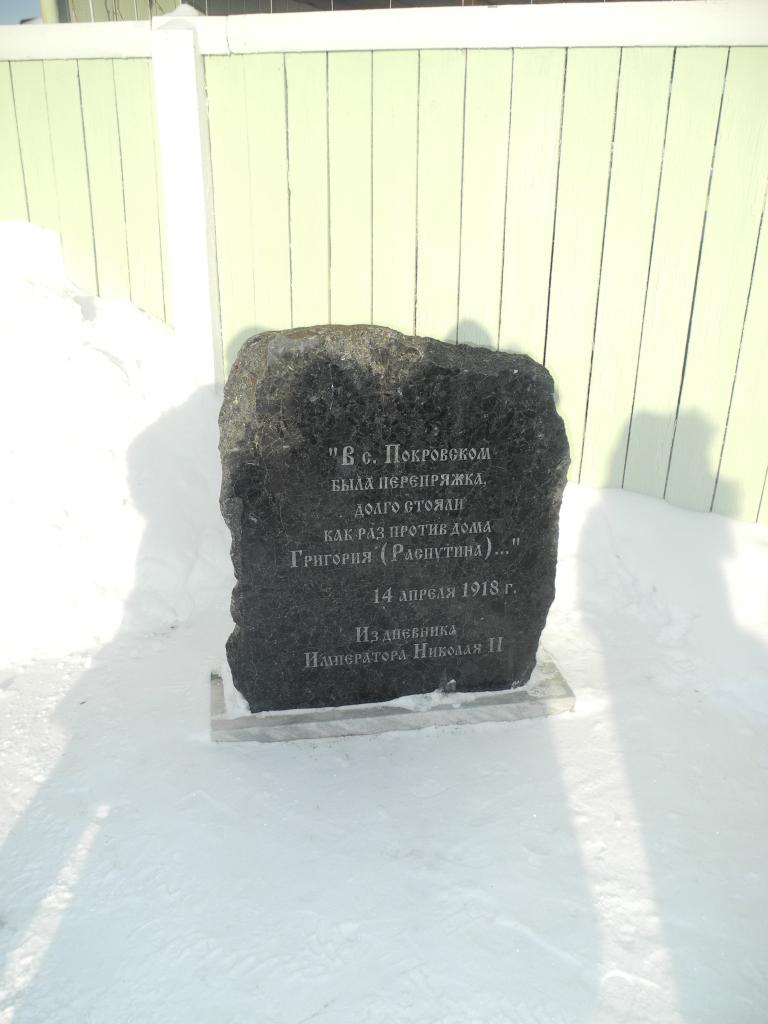 "В с. Покровском
была перепряжка,
долго стояли
как раз против дома
Григория (Распутина)..."
14 апреля 1918 г.
Из дневника
Императора Николая II